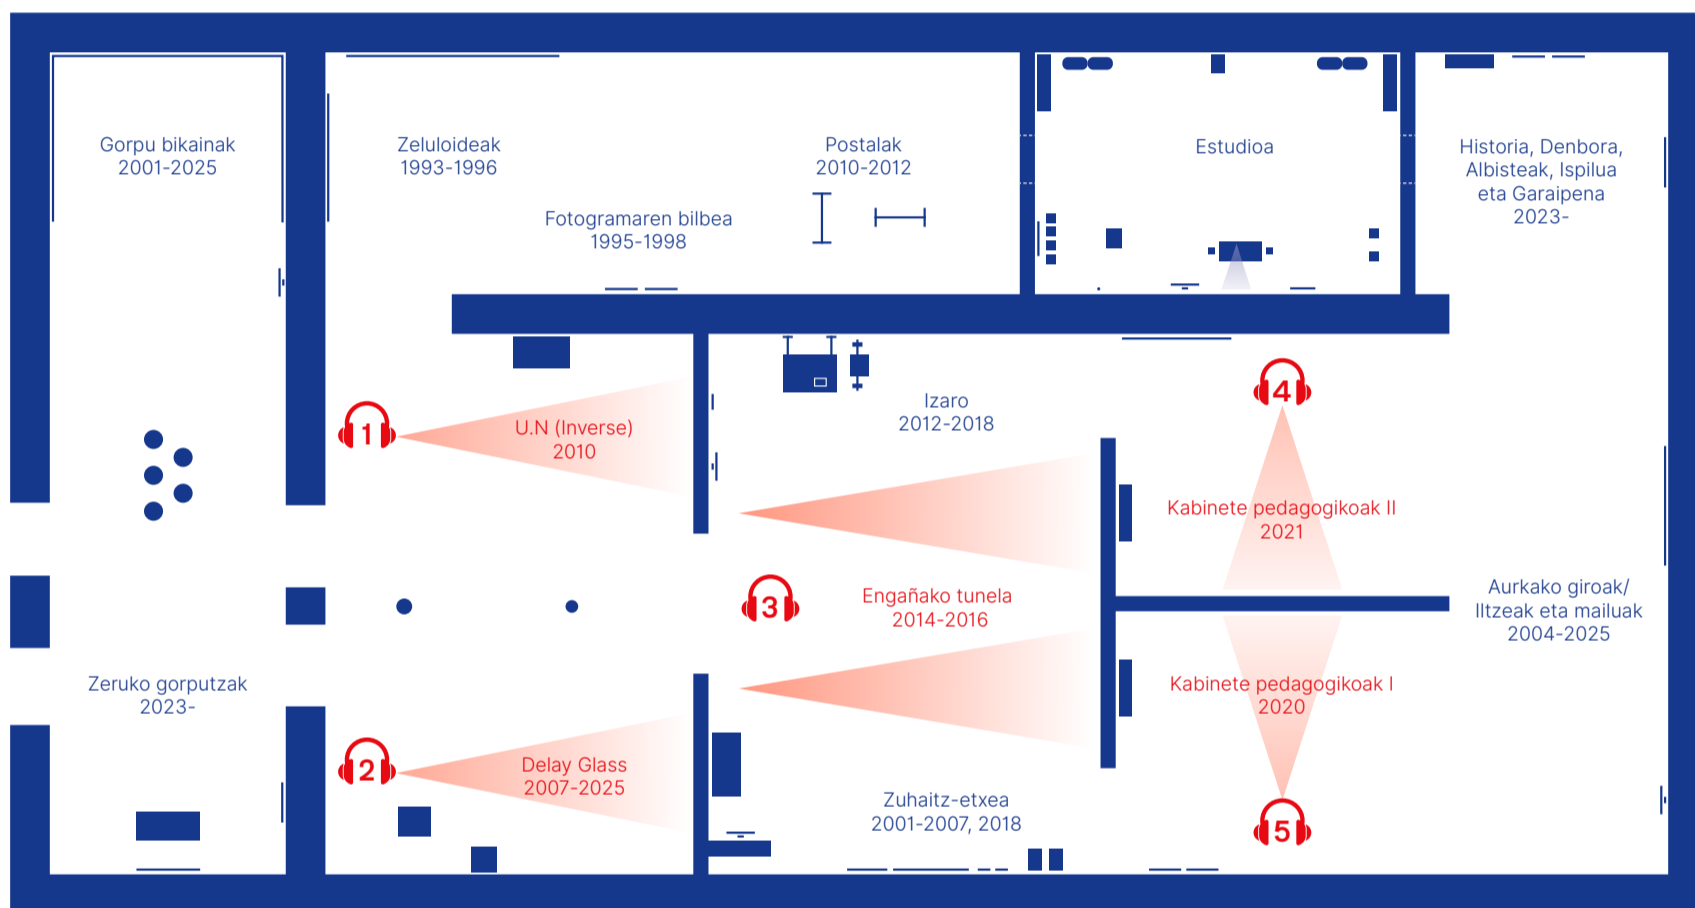 Gorpu bikainak
2001-2025
Zeluloideak
1993-1996
Fotogramaren bilbea
1995-1998
Postalak
2010-2012
Estudioa
Historia, Denbora,
Albisteak, Ispilua
eta Garaipena
2023-
1
U.N (Inverse)
2010
Izaro
2012-2018
4
Kabinete pedagogikoak II
2021
3
Engañako tunela
2014-2016
Aurkako giroak/
Iltzeak eta mailuak
2004-2025
Zeruko gorputzak
2023-
2
Delay Glass
2007-2025
Kabinete pedagogikoak I
2020
Zuhaitz-etxea
2001-2007, 2018
5